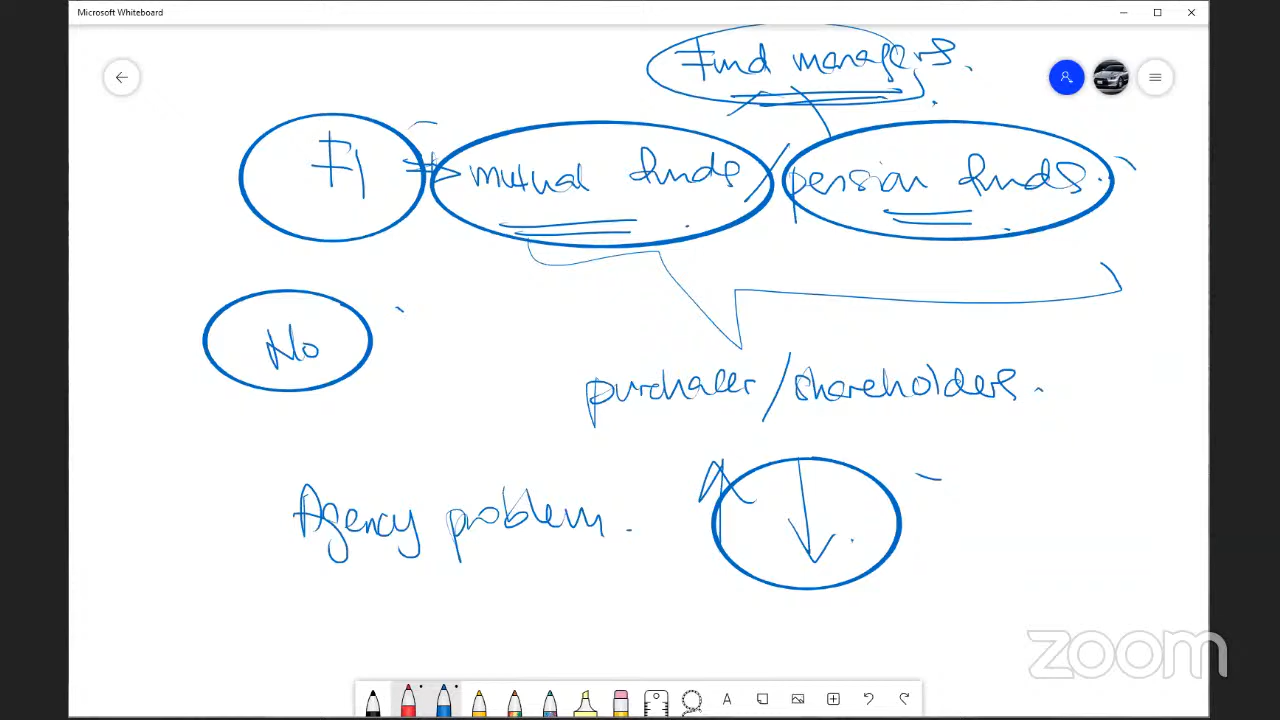 Microsoft Whiteboard
Fund managers.
FI ⇒ mutual funds / pension funds.
No
purchaser / shareholders.
Agency problem.
zoom